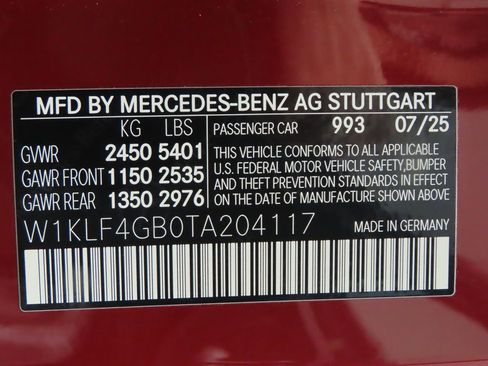 MFD BY MERCEDES-BENZ AG STUTTGART
KG LBS PASSENGER CAR 993 07/25
GVWR 2450 5401
GAWR FRONT 1150 2535
GAWR REAR 1350 2976
THIS VEHICLE CONFORMS TO ALL APPLICABLE
U.S. FEDERAL MOTOR VEHICLE SAFETY,BUMPER
AND THEFT PREVENTION STANDARDS IN EFFECT
ON THE DATE OF MANUFACTURE SHOWN ABOVE
W1KLF4GB0TA204117 MADE IN GERMANY